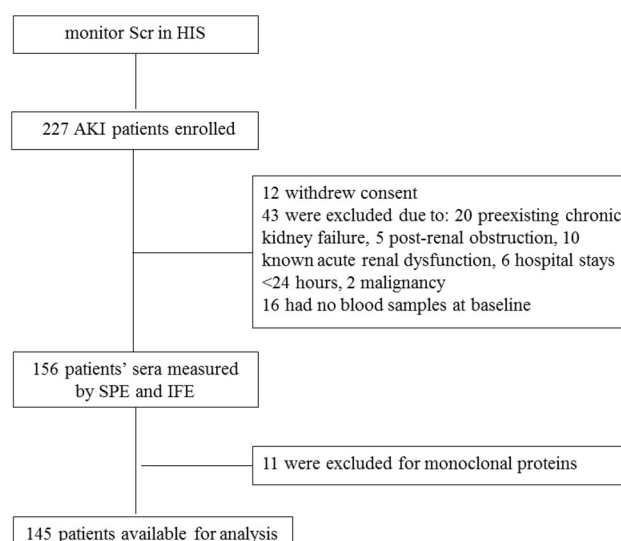 monitor Scr in HIS
227 AKI patients enrolled
12 withdrew consent
43 were excluded due to: 20 preexisting chronic
kidney failure, 5 post-renal obstruction, 10
known acute renal dysfunction, 6 hospital stays
<24 hours, 2 malignancy
16 had no blood samples at baseline
156 patients’ sera measured
by SPE and IFE
11 were excluded for monoclonal proteins
145 patients available for analysis